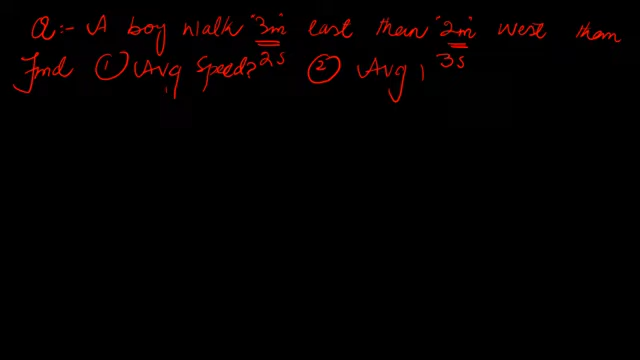 Q:- A boy walk "3m" east then "2m" west then
find ① Avg Speed? 2s ② Avg 3s